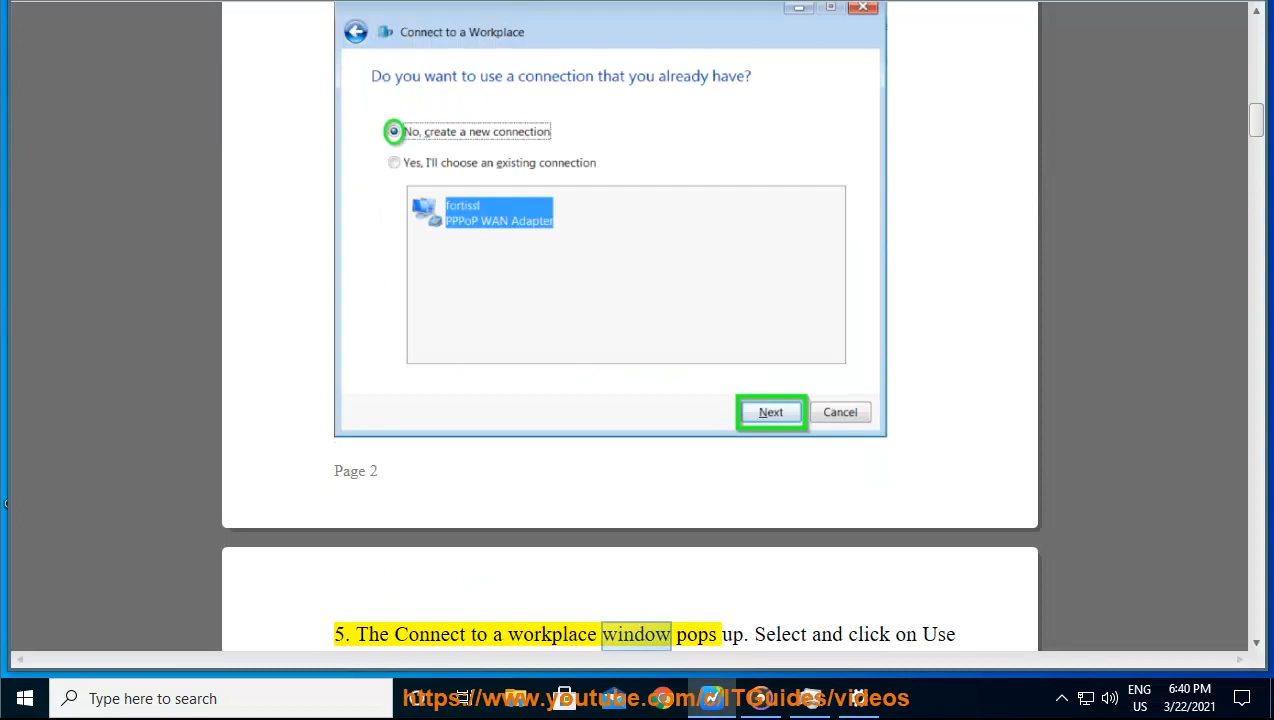 Connect to a Workplace
Do you want to use a connection that you already have?
No, create a new connection
Yes, I'll choose an existing connection
fortissl
PPPoP WAN Adapter
Next
Cancel
Page 2
5. The Connect to a workplace window pops up. Select and click on Use
Type here to search
https://www.youtube.com/c/ITGuides/videos
ENG
US
6:40 PM
3/22/2021